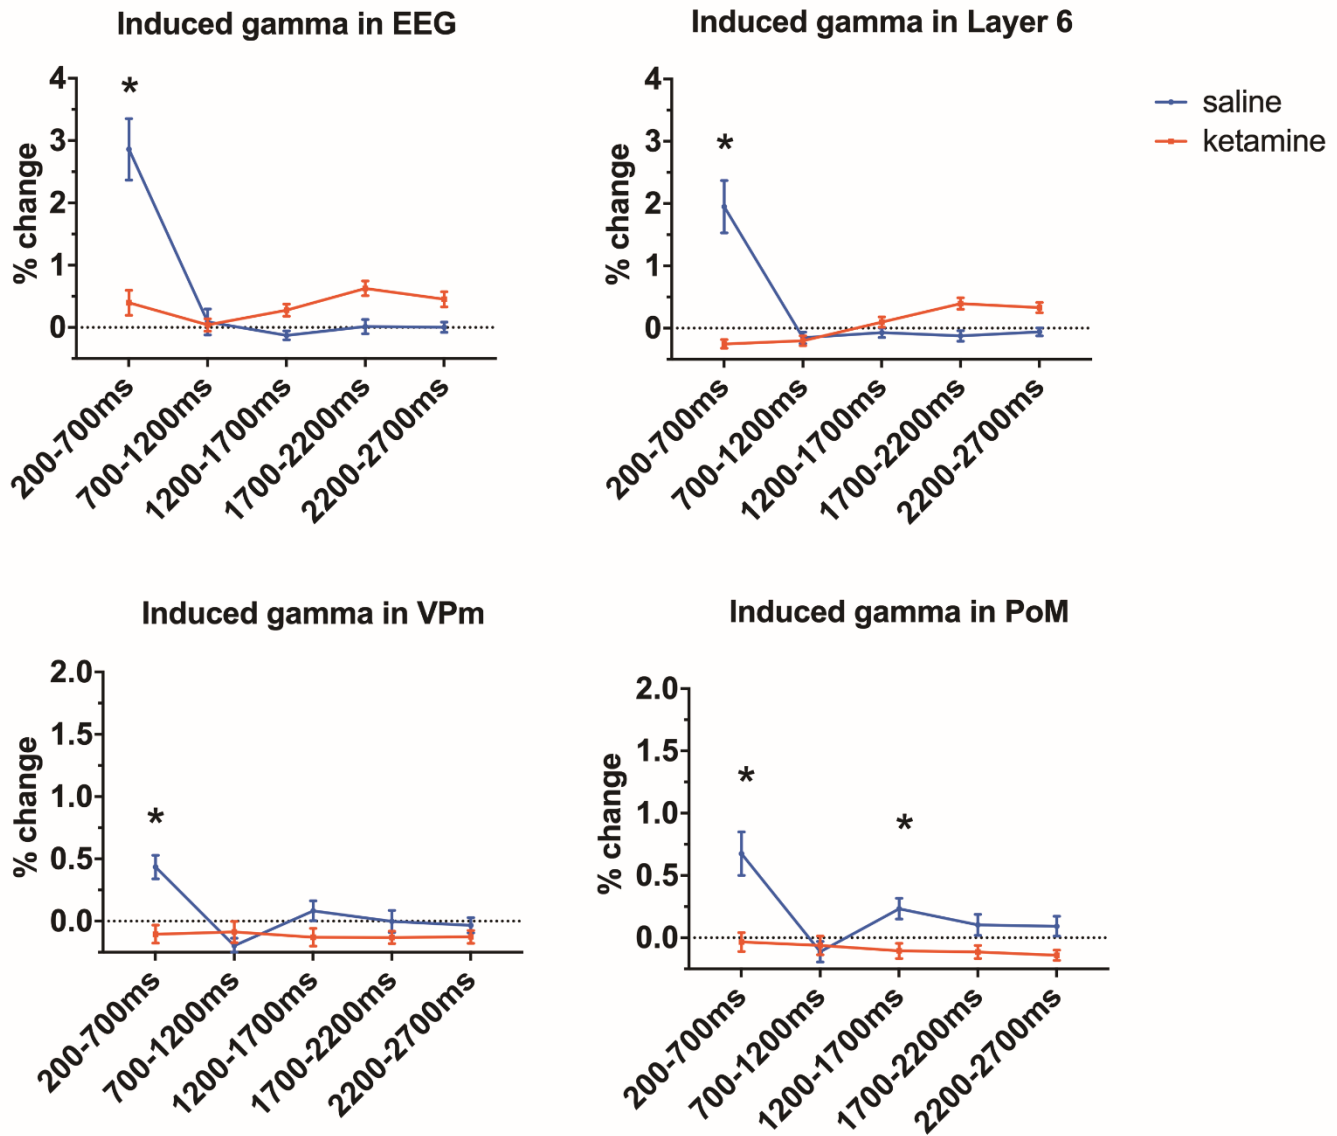 Induced gamma in EEG
4
3
2
1
0
% change
*
200-700ms
700-1200ms
1200-1700ms
1700-2200ms
2200-2700ms
Induced gamma in Layer 6
4
3
2
1
0
% change
*
200-700ms
700-1200ms
1200-1700ms
1700-2200ms
2200-2700ms
saline
ketamine
Induced gamma in VPm
2.0
1.5
1.0
0.5
0.0
% change
*
200-700ms
700-1200ms
1200-1700ms
1700-2200ms
2200-2700ms
Induced gamma in PoM
2.0
1.5
1.0
0.5
0.0
% change
*
*
200-700ms
700-1200ms
1200-1700ms
1700-2200ms
2200-2700ms